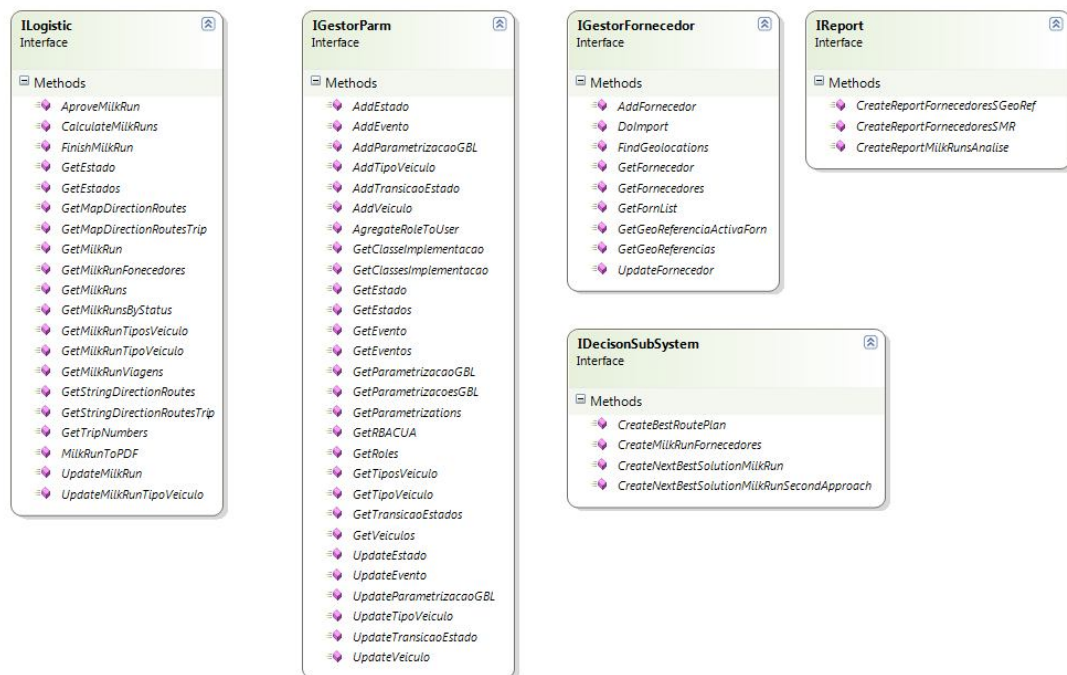 ILogistic
Interface
Methods
AproveMilkRun
CalculateMilkRuns
FinishMilkRun
GetEstado
GetEstados
GetMapDirectionRoutes
GetMapDirectionRoutesTrip
GetMilkRun
GetMilkRunFonecedores
GetMilkRuns
GetMilkRunsByStatus
GetMilkRunTiposVeiculo
GetMilkRunTipoVeiculo
GetMilkRunViagens
GetStringDirectionRoutes
GetStringDirectionRoutesTrip
GetTripNumbers
MilkRunToPDF
UpdateMilkRun
UpdateMilkRunTipoVeiculo
IGestorParm
Interface
Methods
AddEstado
AddEvento
AddParametrizacaoGBL
AddTipoVeiculo
AddTransicaoEstado
AddVeiculo
AgregateRoleToUser
GetClasseImplementacao
GetClassesImplementacao
GetEstado
GetEstados
GetEvento
GetEventos
GetParametrizacaoGBL
GetParametrizacoesGBL
GetParametrizations
GetRBACUA
GetRoles
GetTiposVeiculo
GetTipoVeiculo
GetTransicaoEstados
GetVeiculos
UpdateEstado
UpdateEvento
UpdateParametrizacaoGBL
UpdateTipoVeiculo
UpdateTransicaoEstado
UpdateVeiculo
IGestorFornecedor
Interface
Methods
AddFornecedor
DoImport
FindGeolocations
GetFornecedor
GetFornecedores
GetFornList
GetGeoReferenciaActivaForn
GetGeoReferencias
UpdateFornecedor
IReport
Interface
Methods
CreateReportFornecedoresSGeoRef
CreateReportFornecedoresSMR
CreateReportMilkRunsAnalise
IDecisonSubSystem
Interface
Methods
CreateBestRoutePlan
CreateMilkRunFornecedores
CreateNextBestSolutionMilkRun
CreateNextBestSolutionMilkRunSecondApproach